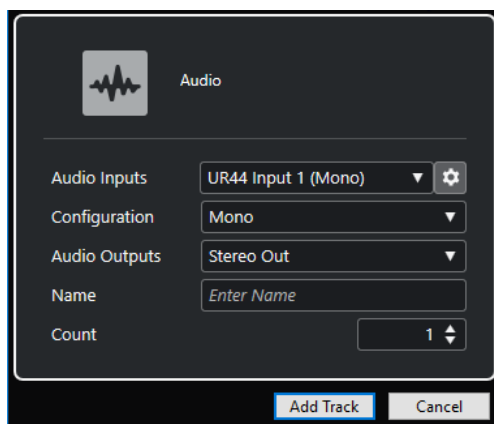 Audio
Audio Inputs UR44 Input 1 (Mono)
Configuration Mono
Audio Outputs Stereo Out
Name Enter Name
Count 1
Add Track Cancel